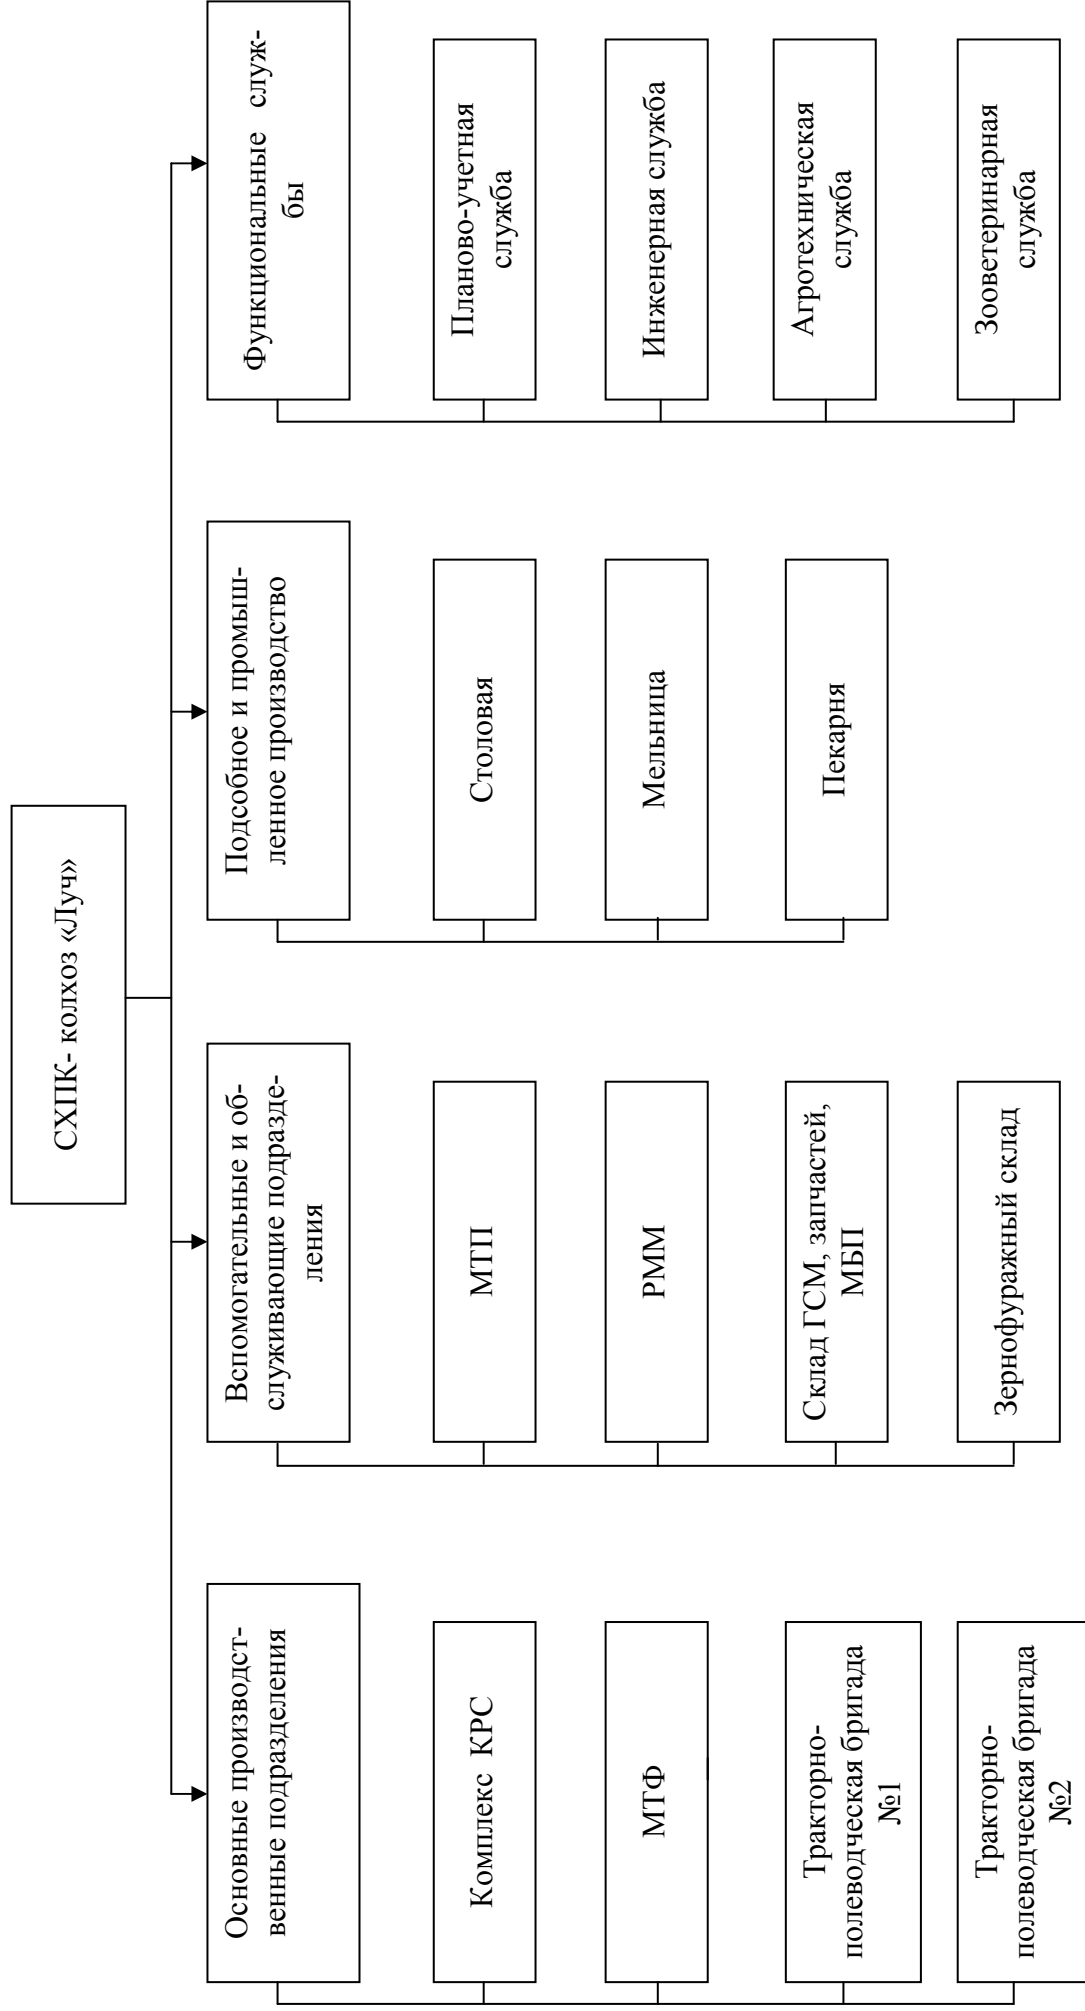 СХПК- колхоз «Луч»
Основные производст-
венные подразделения
Комплекс КРС
МТФ
Тракторно-
полеводческая бригада
№1
Тракторно-
полеводческая бригада
№2
Вспомогательные и об-
служивающие подразде-
ления
МТП
РММ
Склад ГСМ, запчастей,
МБП
Зернофуражный склад
Подсобное и промыш-
ленное производство
Столовая
Мельница
Пекарня
Функциональные служ-
бы
Планово-учетная
служба
Инженерная служба
Агротехническая
служба
Зооветеринарная
служба